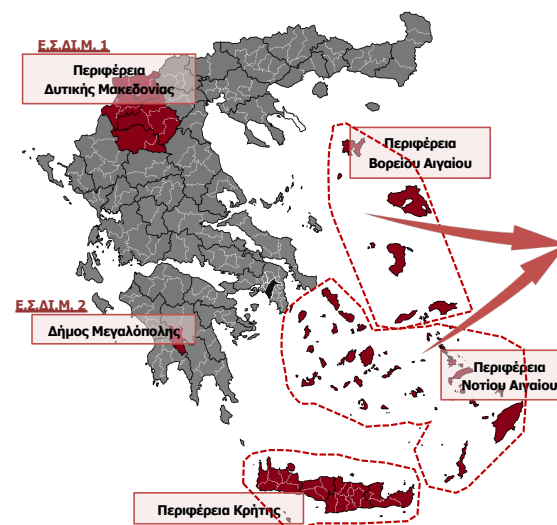 Ε.Σ.ΔΙ.Μ. 1
Περιφέρεια
Δυτικής Μακεδονίας
Περιφέρεια
Βορείου Αιγαίου
Ε.Σ.ΔΙ.Μ. 2
Δήμος Μεγαλόπολης
Περιφέρεια
Νοτίου Αιγαίου
Περιφέρεια Κρήτης